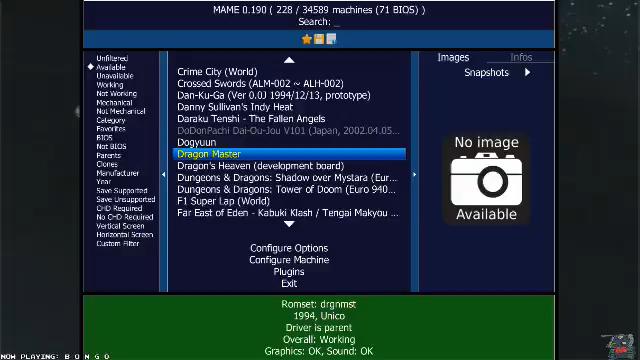 MAME 0.190 ( 228 / 34589 machines (71 BIOS) )
Search: _
Images
Infos
Snapshots
Unfiltered
Available
Unavailable
Working
Not Working
Mechanical
Not Mechanical
Category
Favorites
BIOS
Not BIOS
Parents
Clones
Manufacturer
Year
Save Supported
Save Unsupported
CHD Required
No CHD Required
Vertical Screen
Horizontal Screen
Custom Filter
Crime City (World)
Crossed Swords (ALM-002 ~ ALH-002)
Dan-Ku-Ga (Ver 0.0J 1994/12/13, prototype)
Danny Sullivan's Indy Heat
Daraku Tenshi - The Fallen Angels
DoDonPachi Dai-Ou-Jou V101 (Japan, 2002.04.05...
Dogyuun
Dragon Master
Dragon's Heaven (development board)
Dungeons & Dragons: Shadow over Mystara (Eur...
Dungeons & Dragons: Tower of Doom (Euro 940...
F1 Super Lap (World)
Far East of Eden - Kabuki Klash / Tengai Makyou ...
Configure Options
Configure Machine
Plugins
Exit
No image
Available
Romset: drgnmst
1994, Unico
Driver is parent
Overall: Working
Graphics: OK, Sound: OK
NOW PLAYING: B O N G O